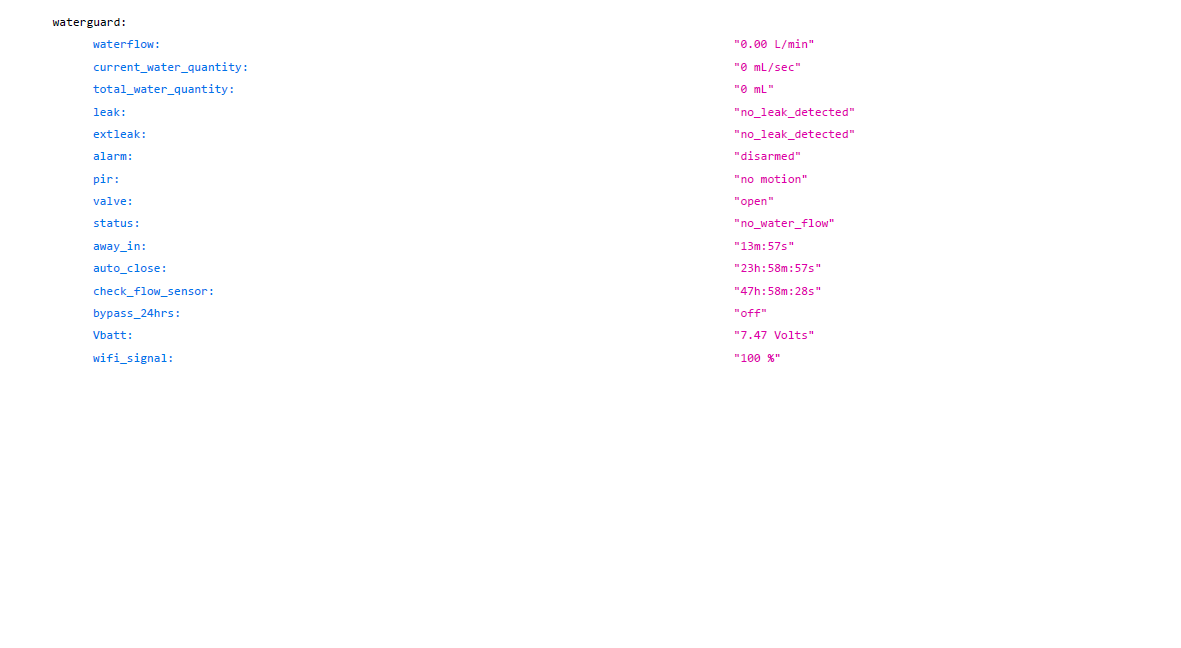 waterguard:
waterflow: "0.00 L/min"
current_water_quantity: "0 mL/sec"
total_water_quantity: "0 mL"
leak: "no_leak_detected"
extleak: "no_leak_detected"
alarm: "disarmed"
pir: "no motion"
valve: "open"
status: "no_water_flow"
away_in: "13m:57s"
auto_close: "23h:58m:57s"
check_flow_sensor: "47h:58m:28s"
bypass_24hrs: "off"
Vbatt: "7.47 Volts"
wifi_signal: "100 %"